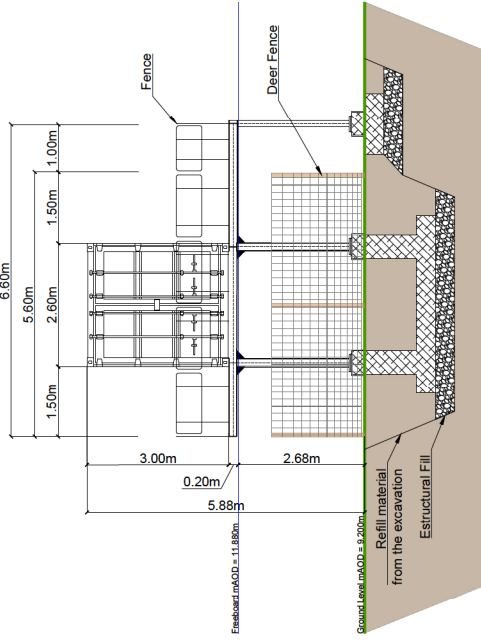 Fence
Deer Fence
1.00m
1.50m
2.60m
1.50m
5.60m
6.60m
3.00m
0.20m
2.68m
5.88m
Freeboard mAOD = 11.880m
Ground Level mAOD = 9.200m
Refill material
from the excavation
Estructural Fill